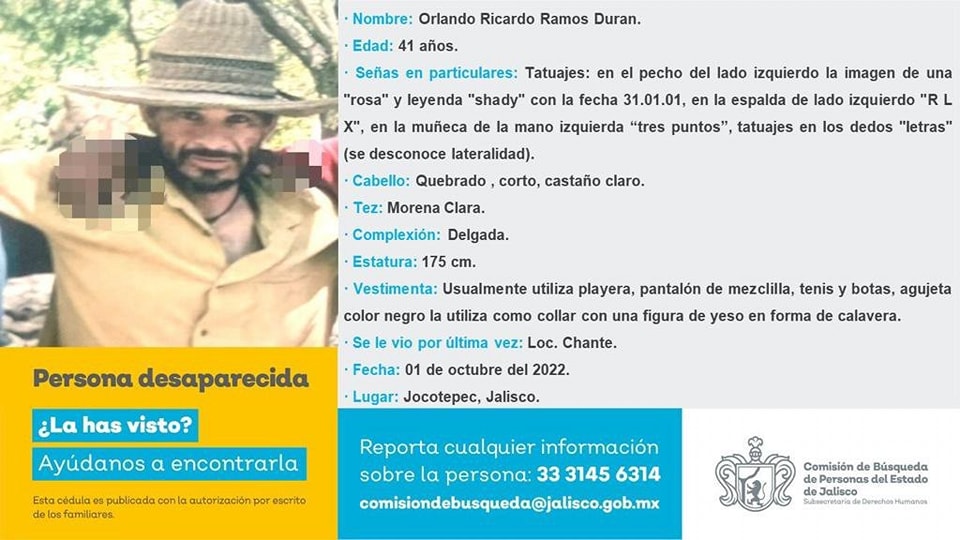 · Nombre: Orlando Ricardo Ramos Duran.
· Edad: 41 años.
· Señas en particulares: Tatuajes: en el pecho del lado izquierdo la imagen de una
"rosa" y leyenda "shady" con la fecha 31.01.01, en la espalda de lado izquierdo "R L
X", en la muñeca de la mano izquierda “tres puntos”, tatuajes en los dedos "letras"
(se desconoce lateralidad).
· Cabello: Quebrado , corto, castaño claro.
· Tez: Morena Clara.
· Complexión: Delgada.
· Estatura: 175 cm.
· Vestimenta: Usualmente utiliza playera, pantalón de mezclilla, tenis y botas, agujeta
color negro la utiliza como collar con una figura de yeso en forma de calavera.
· Se le vio por última vez: Loc. Chante.
· Fecha: 01 de octubre del 2022.
· Lugar: Jocotepec, Jalisco.
Persona desaparecida
¿La has visto?
Ayúdanos a encontrarla
Esta cédula es publicada con la autorización por escrito
de los familiares.
Reporta cualquier información
sobre la persona: 33 3145 6314
comisiondebusqueda@jalisco.gob.mx
Comisión de Búsqueda
de Personas del Estado
de Jalisco
Subsecretaría de Derechos Humanos